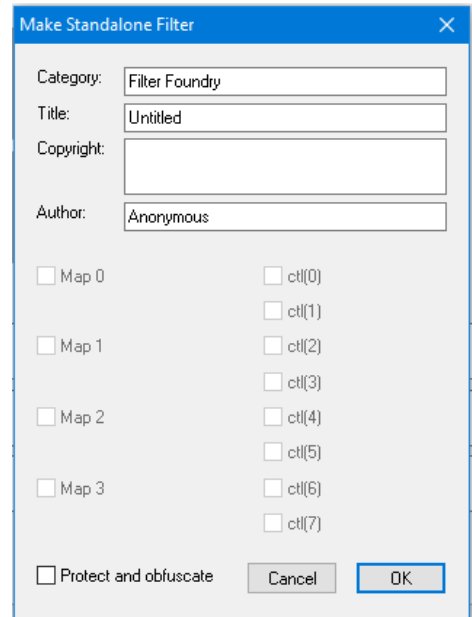 Make Standalone Filter
Category: Filter Foundry
Title: Untitled
Copyright:
Author: Anonymous
Map 0 ctl(0)
ctl(1)
Map 1 ctl(2)
ctl(3)
Map 2 ctl(4)
ctl(5)
Map 3 ctl(6)
ctl(7)
Protect and obfuscate Cancel OK